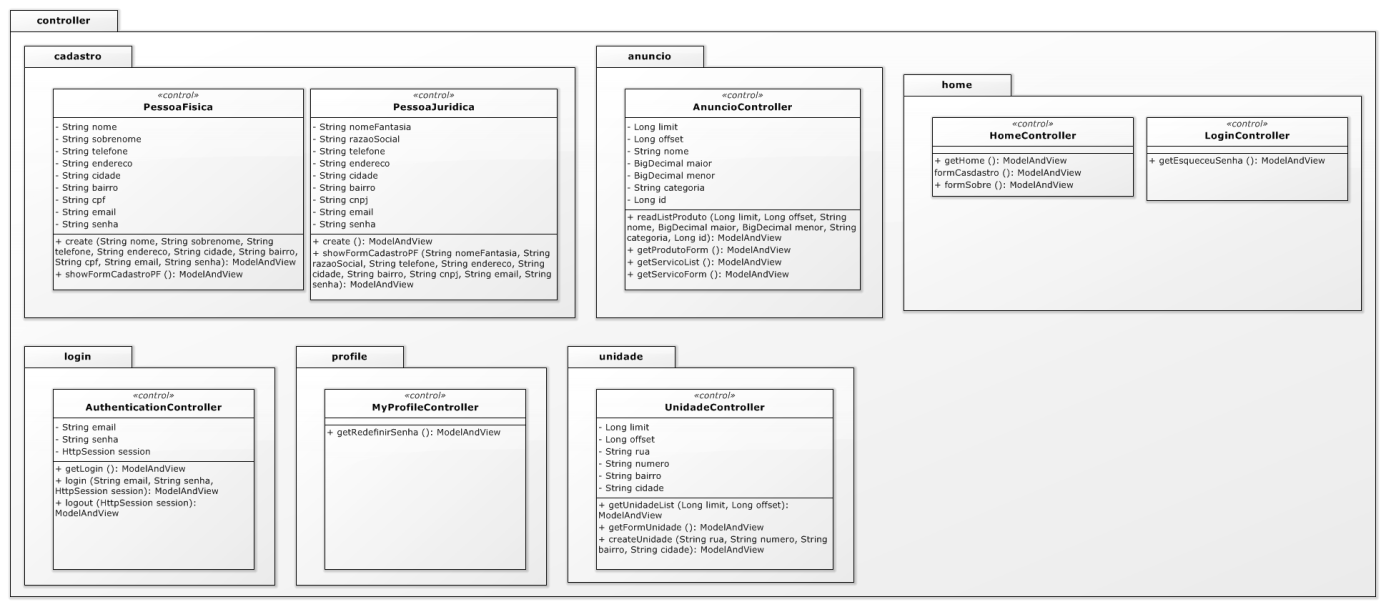 controller
cadastro
«control»
PessoaFisica
- String nome
- String sobrenome
- String telefone
- String endereco
- String cidade
- String bairro
- String cpf
- String email
- String senha
+ create (String nome, String sobrenome, String
telefone, String endereco, String cidade, String bairro,
String cpf, String email, String senha): ModelAndView
+ showFormCadastroPF (): ModelAndView
«control»
PessoaJuridica
- String nomeFantasia
- String razaoSocial
- String telefone
- String endereco
- String cidade
- String bairro
- String cnpj
- String email
- String senha
+ create (): ModelAndView
+ showFormCadastroPF (String nomeFantasia, String
razaoSocial, String telefone, String endereco, String
cidade, String bairro, String cnpj, String email, String
senha): ModelAndView
anuncio
«control»
AnuncioController
- Long limit
- Long offset
- String nome
- BigDecimal maior
- BigDecimal menor
- String categoria
- Long id
+ readListProduto (Long limit, Long offset, String
nome, BigDecimal maior, BigDecimal menor, String
categoria, Long id): ModelAndView
+ getProdutoForm (): ModelAndView
+ getServicoList (): ModelAndView
+ getServicoForm (): ModelAndView
home
«control»
HomeController
+ getHome (): ModelAndView
formCasdastro (): ModelAndView
+ formSobre (): ModelAndView
«control»
LoginController
+ getEsqueceuSenha (): ModelAndView
login
«control»
AuthenticationController
- String email
- String senha
- HttpSession session
+ getLogin (): ModelAndView
+ login (String email, String senha,
HttpSession session): ModelAndView
+ logout (HttpSession session):
ModelAndView
profile
«control»
MyProfileController
+ getRedefinirSenha (): ModelAndView
unidade
«control»
UnidadeController
- Long limit
- Long offset
- String rua
- String numero
- String bairro
- String cidade
+ getUnidadeList (Long limit, Long offset):
ModelAndView
+ getFormUnidade (): ModelAndView
+ createUnidade (String rua, String numero, String
bairro, String cidade): ModelAndView